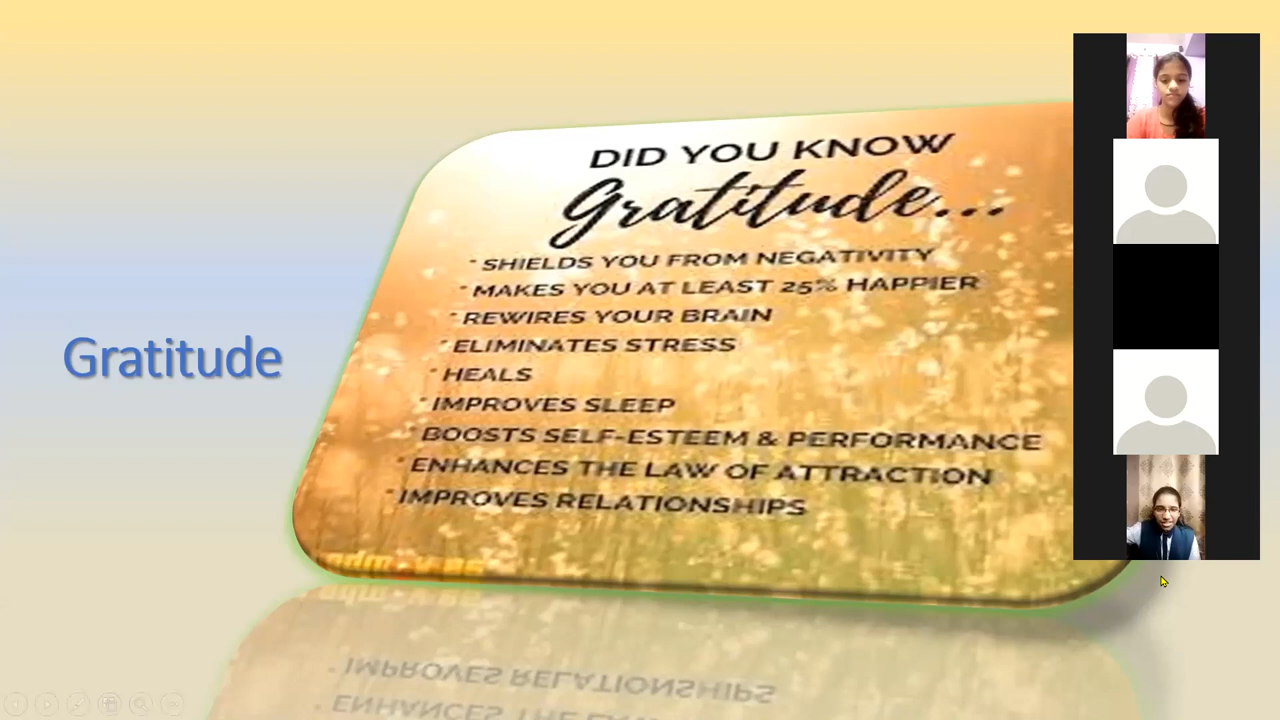 Gratitude
DID YOU KNOW
Gratitude...
* SHIELDS YOU FROM NEGATIVITY
* MAKES YOU AT LEAST 25% HAPPIER
* REWIRES YOUR BRAIN
* ELIMINATES STRESS
* HEALS
* IMPROVES SLEEP
* BOOSTS SELF-ESTEEM & PERFORMANCE
* ENHANCES THE LAW OF ATTRACTION
* IMPROVES RELATIONSHIPS